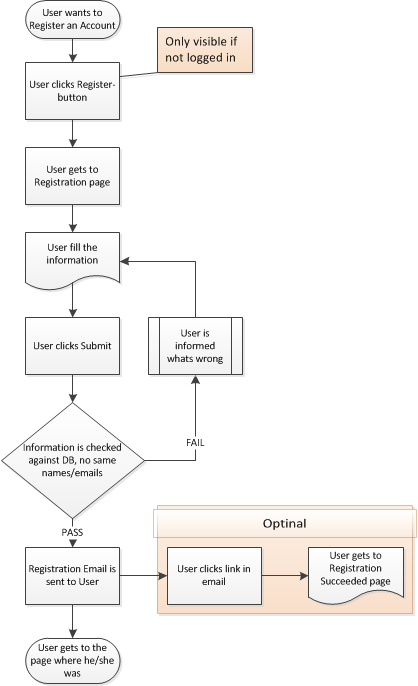 User wants to
Register an Account
Only visible if
not logged in
User clicks Register-
button
User gets to
Registration page
User fill the
information
User clicks Submit
User is
informed
whats wrong
Information is checked
against DB, no same
names/emails
FAIL
PASS
Optinal
Registration Email is
sent to User
User clicks link in
email
User gets to
Registration
Succeeded page
User gets to the
page where he/she
was